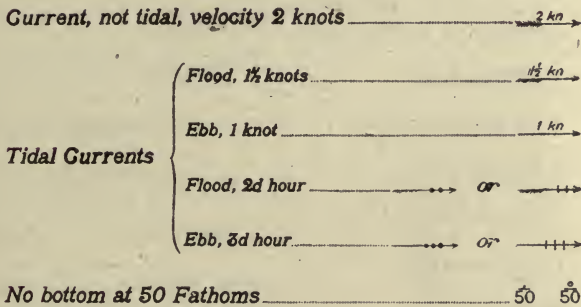 Current, not tidal, velocity 2 knots 2 kn
Flood, 1½ knots 1½ kn
Ebb, 1 knot 1 kn
Tidal Currents
Flood, 2d hour or
Ebb, 3d hour or
No bottom at 50 Fathoms 50 50